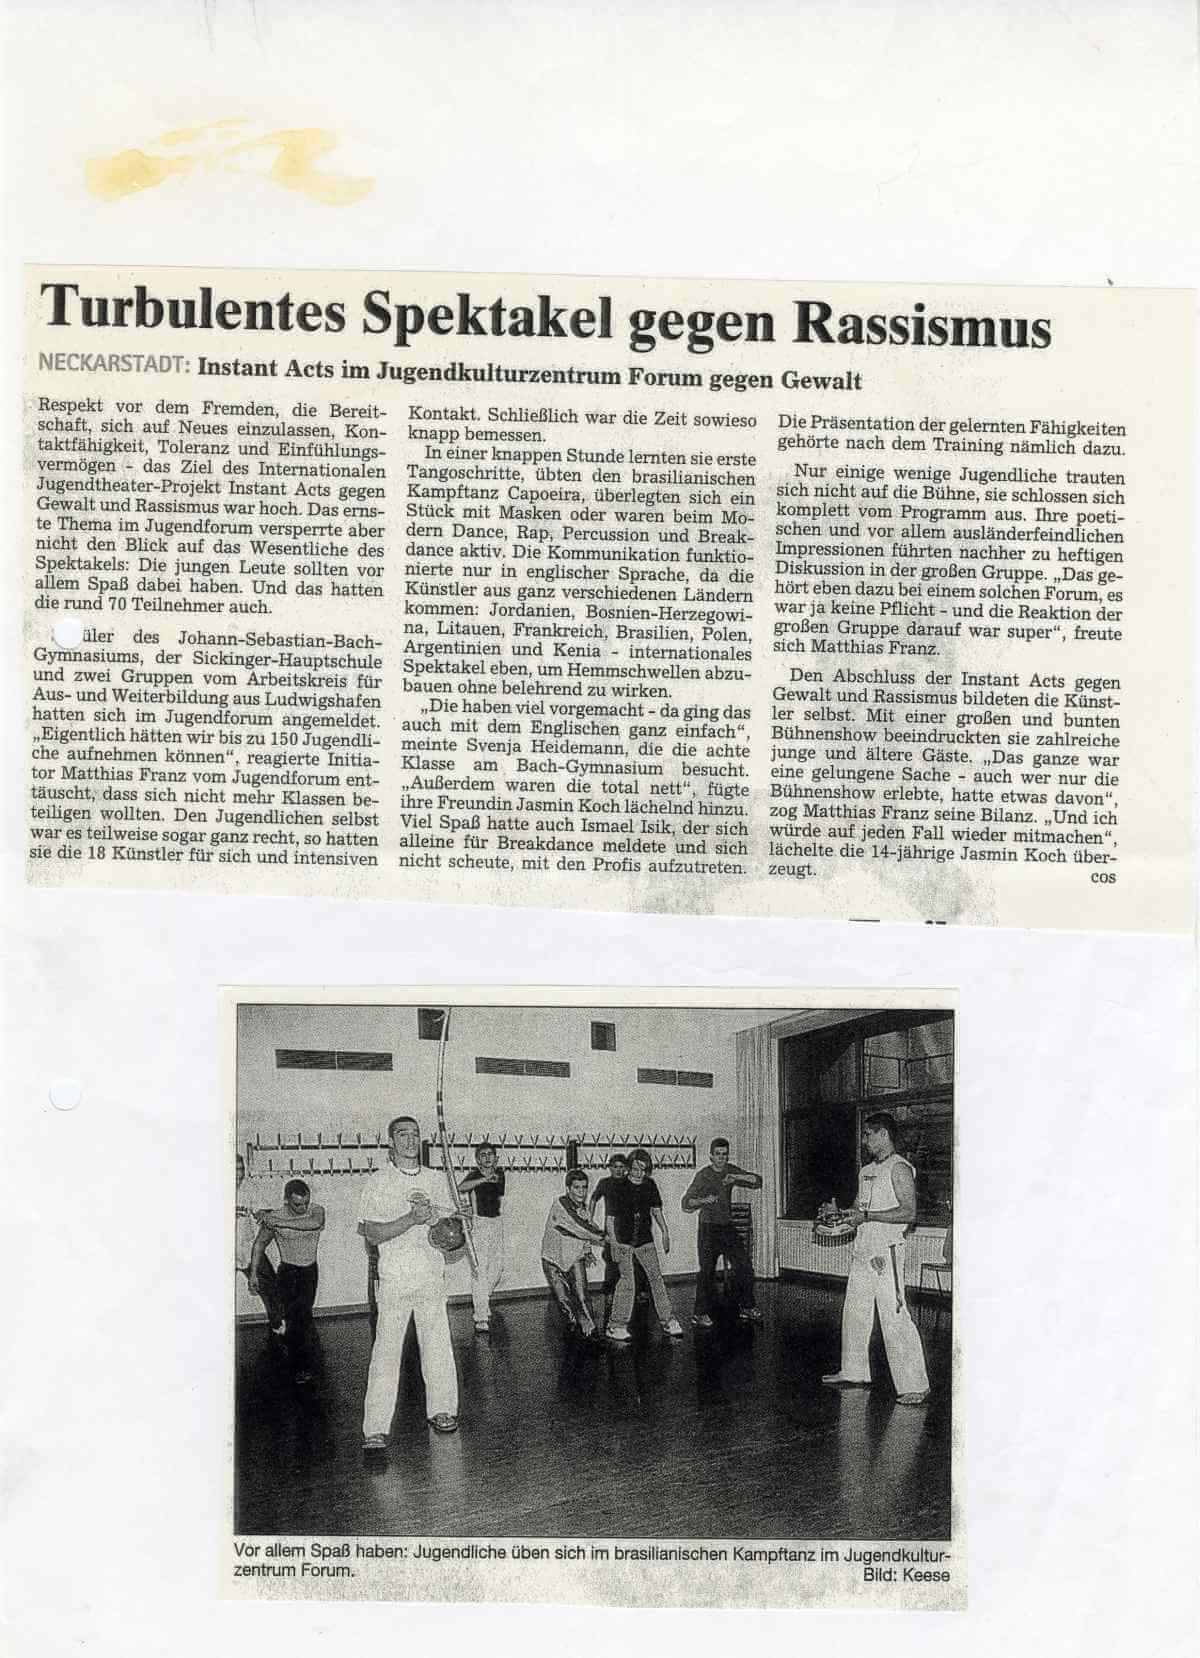 Turbulentes Spektakel gegen Rassismus
NECKARSTADT: Instant Acts im Jugendkulturzentrum Forum gegen Gewalt
Respekt vor dem Fremden, die Bereit-
schaft, sich auf Neues einzulassen, Kon-
taktfähigkeit, Toleranz und Einfühlungs-
vermögen – das Ziel des Internationalen
Jugendtheater-Projekt Instant Acts gegen
Gewalt und Rassismus war hoch. Das erns-
te Thema im Jugendforum versperrte aber
nicht den Blick auf das Wesentliche des
Spektakels: Die jungen Leute sollten vor
allem Spaß dabei haben. Und das hatten
die rund 70 Teilnehmer auch.
üler des Johann-Sebastian-Bach-
Gymnasiums, der Sickinger-Hauptschule
und zwei Gruppen vom Arbeitskreis für
Aus- und Weiterbildung aus Ludwigshafen
hatten sich im Jugendforum angemeldet.
„Eigentlich hätten wir bis zu 150 Jugendli-
che aufnehmen können“, reagierte Initia-
tor Matthias Franz vom Jugendforum ent-
täuscht, dass sich nicht mehr Klassen be-
teiligen wollten. Den Jugendlichen selbst
war es teilweise sogar ganz recht, so hatten
sie die 18 Künstler für sich und intensiven
Kontakt. Schließlich war die Zeit sowieso
knapp bemessen.
In einer knappen Stunde lernten sie erste
Tangoschritte, übten den brasilianischen
Kampftanz Capoeira, überlegten sich ein
Stück mit Masken oder waren beim Mo-
dern Dance, Rap, Percussion und Break-
dance aktiv. Die Kommunikation funktio-
nierte nur in englischer Sprache, da die
Künstler aus ganz verschiedenen Ländern
kommen: Jordanien, Bosnien-Herzegowi-
na, Litauen, Frankreich, Brasilien, Polen,
Argentinien und Kenia – internationales
Spektakel eben, um Hemmschwellen abzu-
bauen ohne belehrend zu wirken.
„Die haben viel vorgemacht – da ging das
auch mit dem Englischen ganz einfach“,
meinte Svenja Heidemann, die die achte
Klasse am Bach-Gymnasium besucht.
„Außerdem waren die total nett“, fügte
ihre Freundin Jasmin Koch lächelnd hinzu.
Viel Spaß hatte auch Ismael Isik, der sich
alleine für Breakdance meldete und sich
nicht scheute, mit den Profis aufzutreten.
Die Präsentation der gelernten Fähigkeiten
gehörte nach dem Training nämlich dazu.
Nur einige wenige Jugendliche trauten
sich nicht auf die Bühne, sie schlossen sich
komplett vom Programm aus. Ihre poeti-
schen und vor allem ausländerfeindlichen
Impressionen führten nachher zu heftigen
Diskussion in der großen Gruppe. „Das ge-
hört eben dazu bei einem solchen Forum, es
war ja keine Pflicht – und die Reaktion der
großen Gruppe darauf war super“, freute
sich Matthias Franz.
Den Abschluss der Instant Acts gegen
Gewalt und Rassismus bildeten die Künst-
ler selbst. Mit einer großen und bunten
Bühnenshow beeindruckten sie zahlreiche
junge und ältere Gäste. „Das ganze war
eine gelungene Sache – auch wer nur die
Bühnenshow erlebte, hatte etwas davon“,
zog Matthias Franz seine Bilanz. „Und ich
würde auf jeden Fall wieder mitmachen“,
lächelte die 14-jährige Jasmin Koch über-
zeugt.
cos
Vor allem Spaß haben: Jugendliche üben sich im brasilianischen Kampftanz im Jugendkultur-
zentrum Forum. Bild: Keese